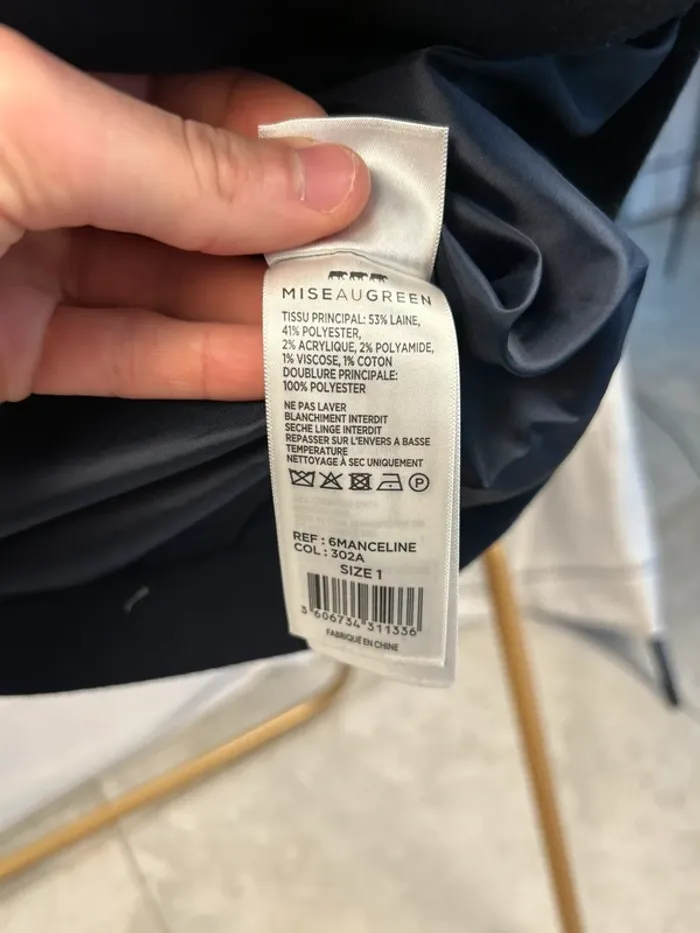 MISEAUGREEN
TISSU PRINCIPAL: 53% LAINE,
41% POLYESTER,
2% ACRYLIQUE, 2% POLYAMIDE,
1% VISCOSE, 1% COTON
DOUBLURE PRINCIPALE:
100% POLYESTER
NE PAS LAVER
BLANCHIMENT INTERDIT
SECHE LINGE INTERDIT
REPASSER SUR L'ENVERS A BASSE
TEMPERATURE
NETTOYAGE À SEC UNIQUEMENT
P
REF : 6MANCELINE
COL : 302A
SIZE 1
3 606734 311336
FABRIQUE EN CHINE